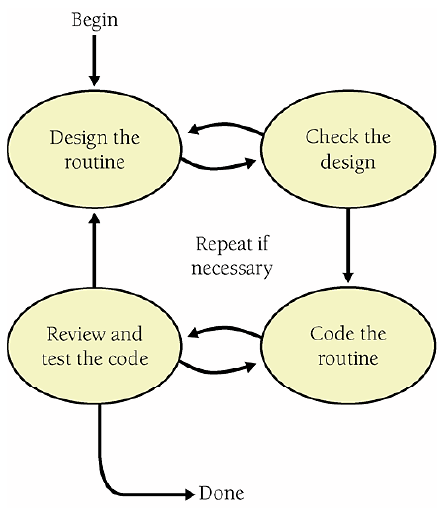 Begin
Design the
routine
Check the
design
Repeat if
necessary
Review and
test the code
Code the
routine
Done